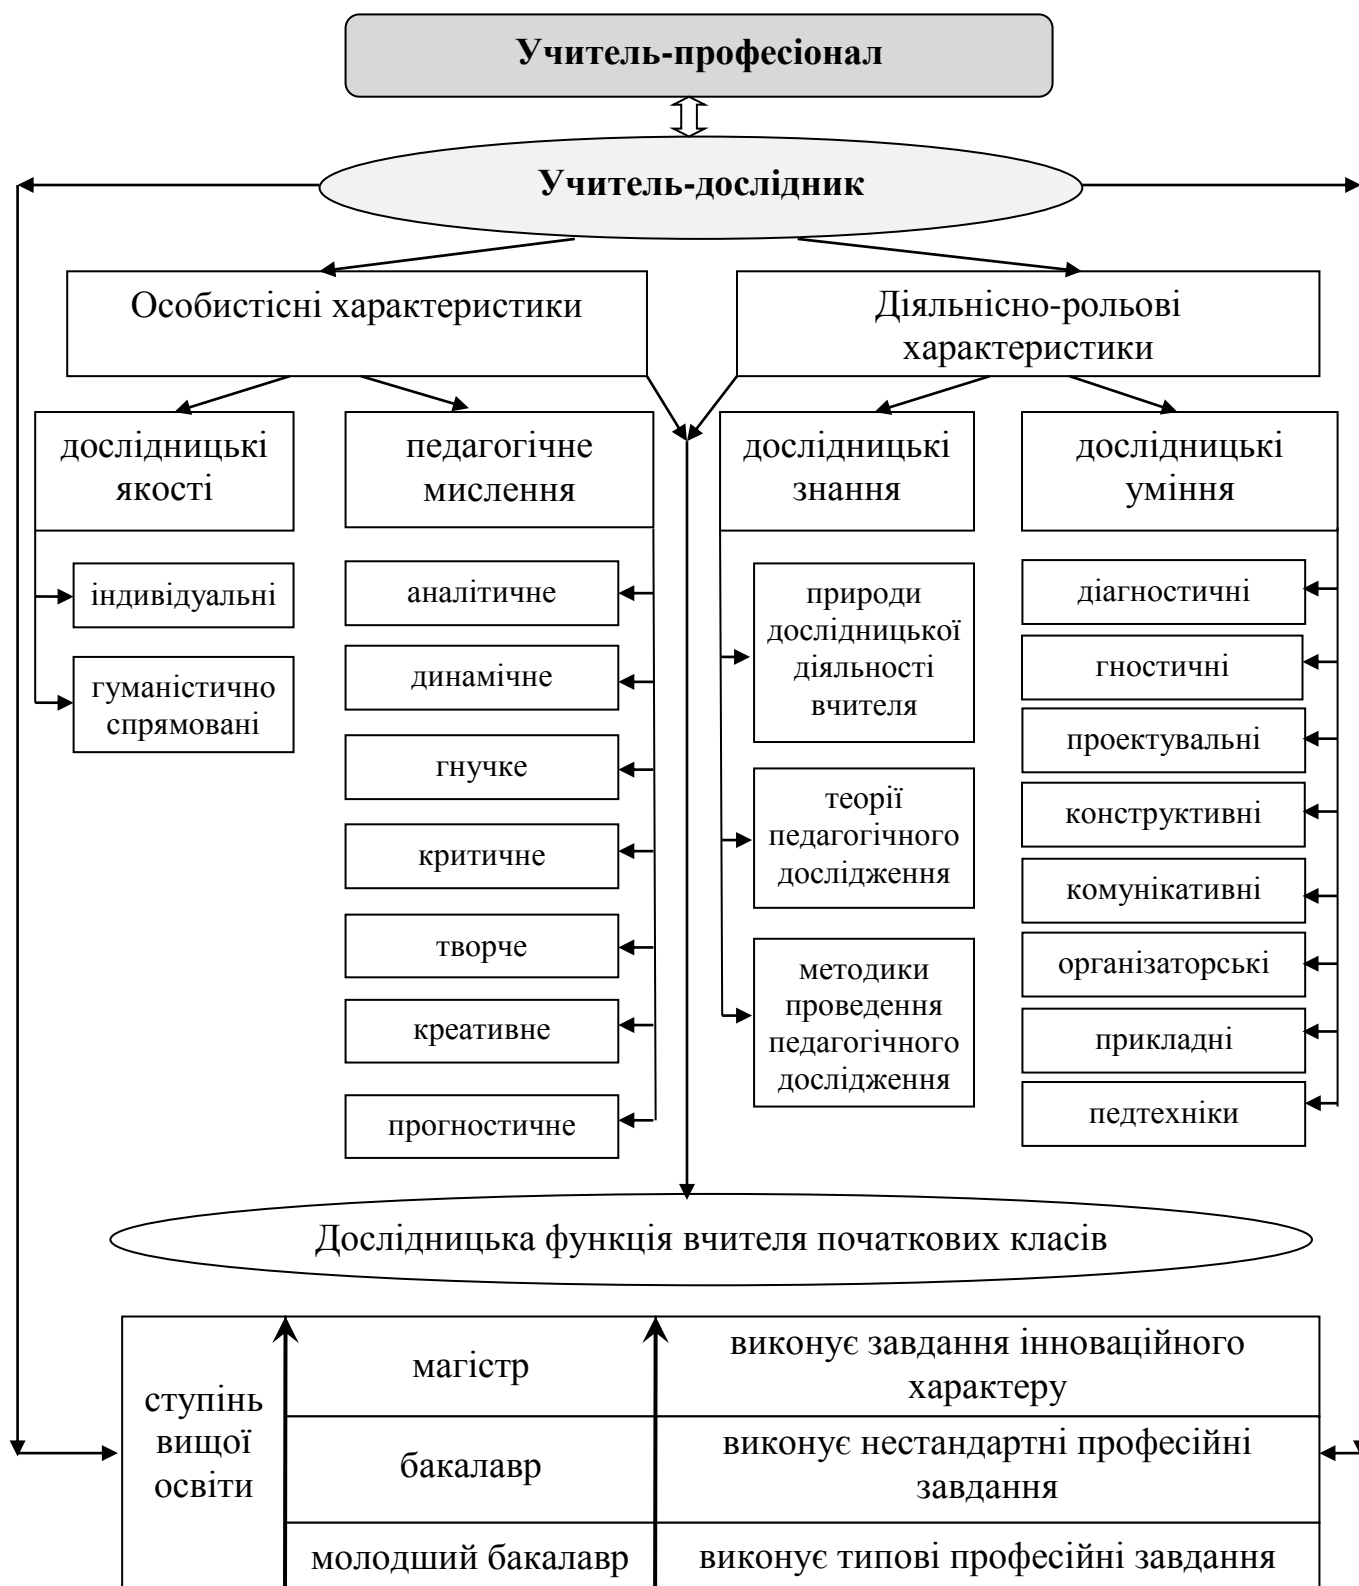 Учитель-професіонал
Учитель-дослідник
Особистісні характеристики
Діяльнісно-рольові
характеристики
дослідницькі
якості
педагогічне
мислення
дослідницькі
знання
дослідницькі
уміння
індивідуальні
гуманістично
спрямовані
аналітичне
динамічне
гнучке
критичне
творче
креативне
прогностичне
природи
дослідницької
діяльності
вчителя
теорії
педагогічного
дослідження
методики
проведення
педагогічного
дослідження
діагностичні
гностичні
проектувальні
конструктивні
комунікативні
організаторські
прикладні
педтехніки
Дослідницька функція вчителя початкових класів
ступінь
вищої
освіти
магістр
виконує завдання інноваційного
характеру
бакалавр
виконує нестандартні професійні
завдання
молодший бакалавр
виконує типові професійні завдання